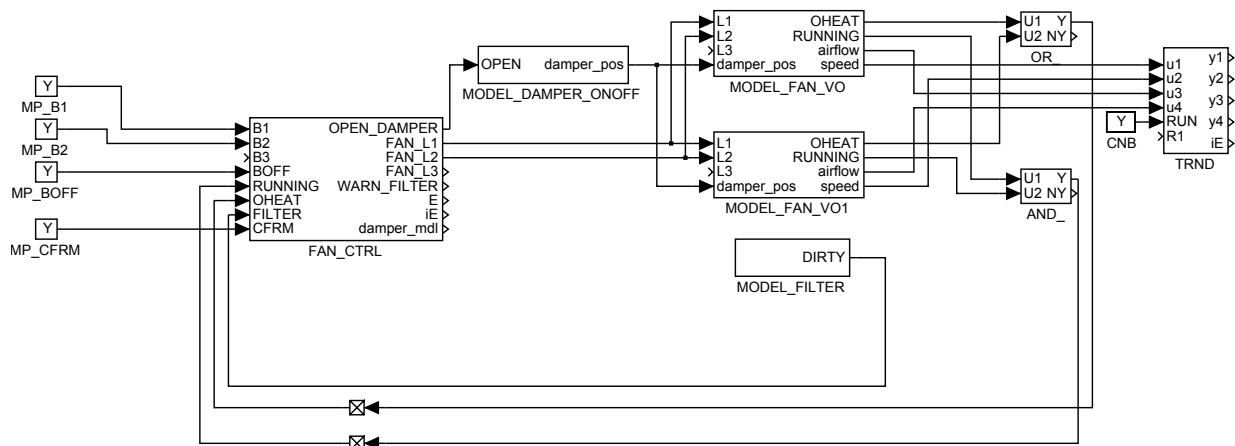 Y
MP_B1
Y
MP_B2
Y
MP_BOFF
Y
MP_CFRM
B1 OPEN_DAMPER
B2 FAN_L1
B3 FAN_L2
BOFF FAN_L3
RUNNING WARN_FILTER
OHEAT E
FILTER iE
CFRM damper_mdl
FAN_CTRL
OPEN damper_pos
MODEL_DAMPER_ONOFF
L1 OHEAT
L2 RUNNING
L3 airflow
damper_pos speed
MODEL_FAN_VO
L1 OHEAT
L2 RUNNING
L3 airflow
damper_pos speed
MODEL_FAN_VO1
DIRTY
MODEL_FILTER
U1 Y
U2 NY
OR_
U1 Y
U2 NY
AND_
Y
CNB
u1 y1
u2 y2
u3 y3
u4 y4
RUN
R1 iE
TRND